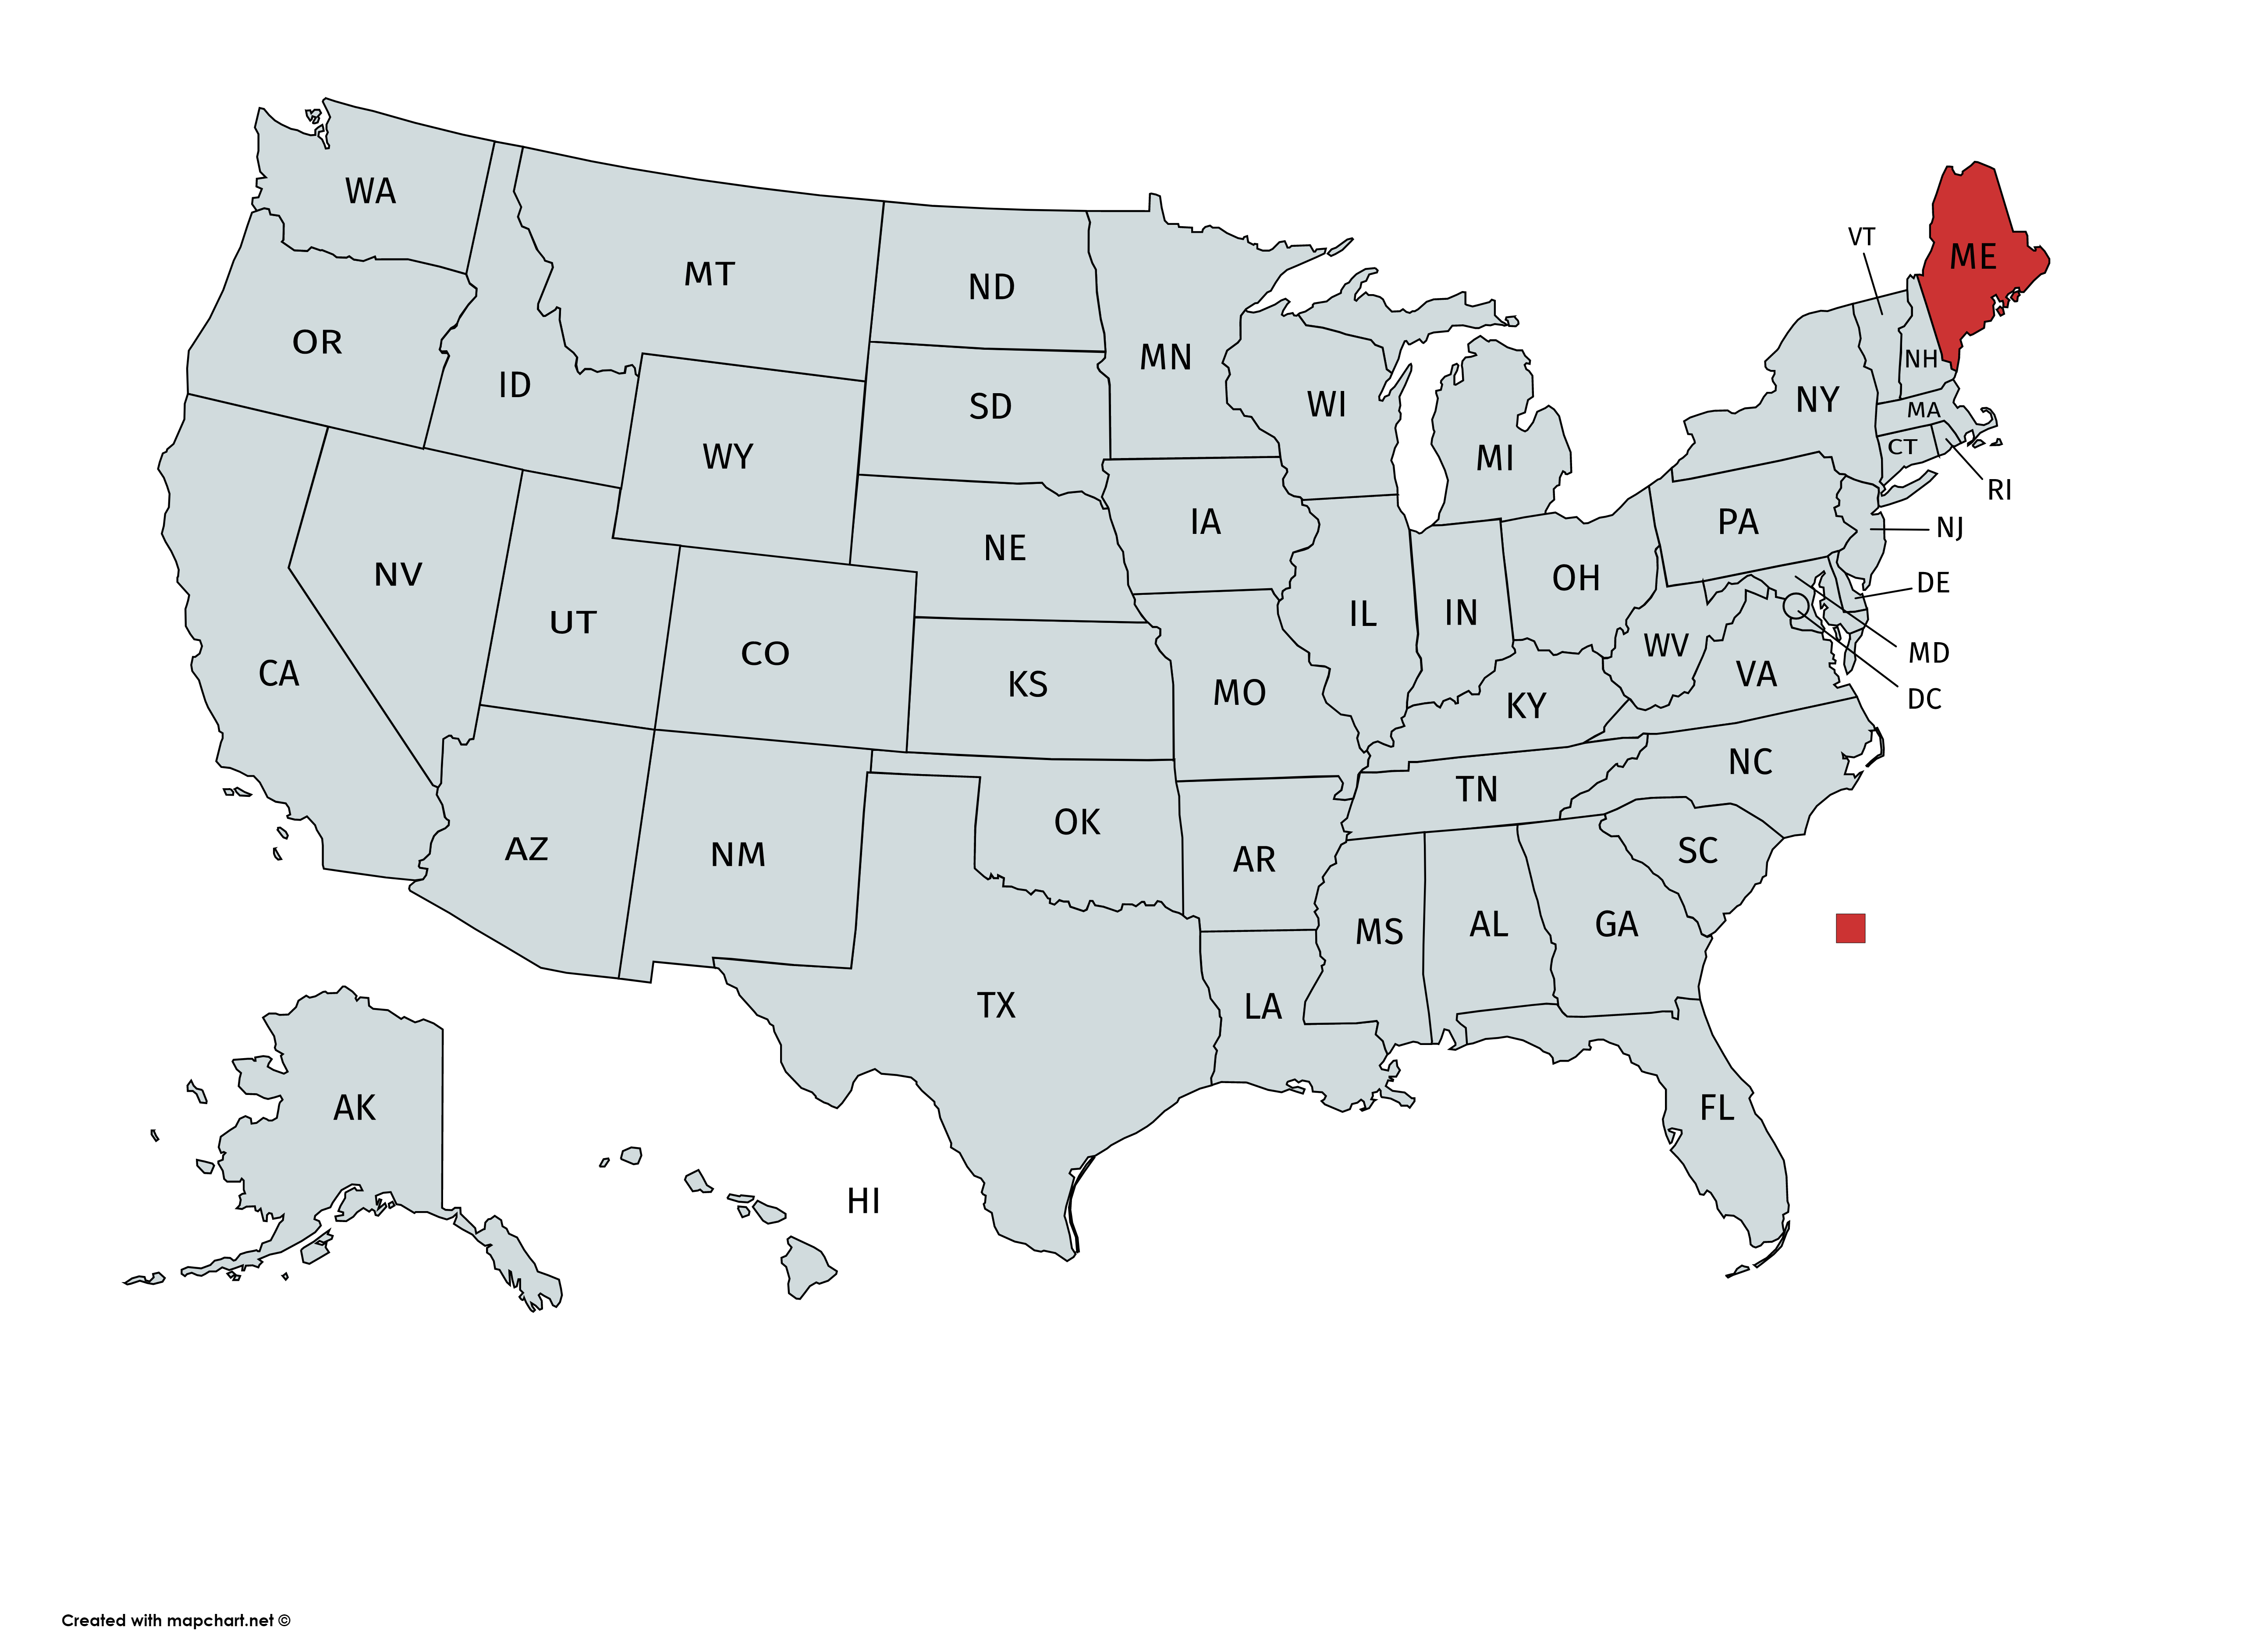 WA
MT
ND
MN
VT
ME
OR
ID
SD
WI
NH
NY
MA
WY
MI
CT
RI
IA
PA
NJ
NE
NV
OH
DE
UT
IL
IN
CO
WV
MD
CA
KS
MO
VA
KY
DC
NC
TN
OK
AZ
NM
AR
SC
MS
AL
GA
TX
LA
AK
FL
HI
Created with mapchart.net ©